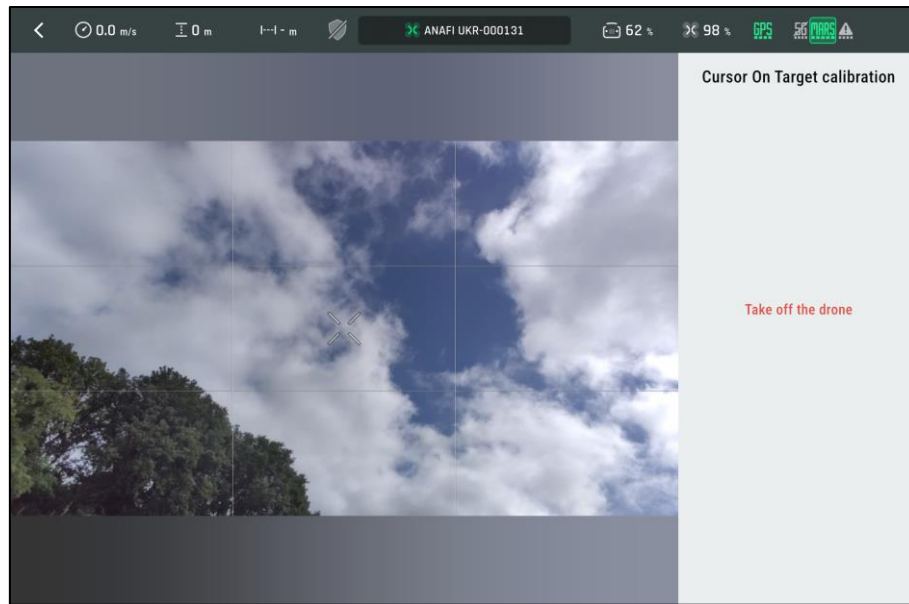 0.0 m/s 0 m - m ANAFI UKR-000131 62 % 98 % GPS MARS
Cursor On Target calibration
Take off the drone